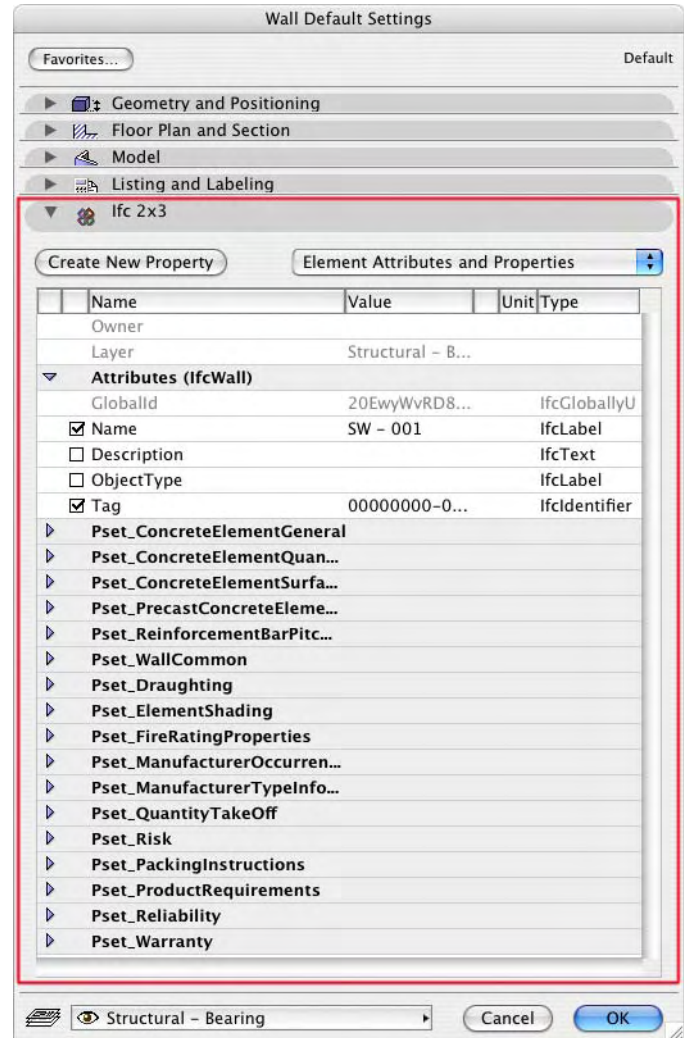 Wall Default Settings
Favorites...
Default
Geometry and Positioning
Floor Plan and Section
Model
Listing and Labeling
Ifc 2x3
Create New Property
Element Attributes and Properties
Name Value Unit Type
Owner
Layer Structural - B...
Attributes (IfcWall)
GlobalId 20EwyWvRD8... IfcGloballyU
Name SW - 001 IfcLabel
Description IfcText
ObjectType IfcLabel
Tag 00000000-0... IfcIdentifier
Pset_ConcreteElementGeneral
Pset_ConcreteElementQuan...
Pset_ConcreteElementSurfa...
Pset_PrecastConcreteEleme...
Pset_ReinforcementBarPitc...
Pset_WallCommon
Pset_Draughting
Pset_ElementShading
Pset_FireRatingProperties
Pset_ManufacturerOccurren...
Pset_ManufacturerTypeInfo...
Pset_QuantityTakeOff
Pset_Risk
Pset_PackingInstructions
Pset_ProductRequirements
Pset_Reliability
Pset_Warranty
Structural - Bearing
Cancel
OK